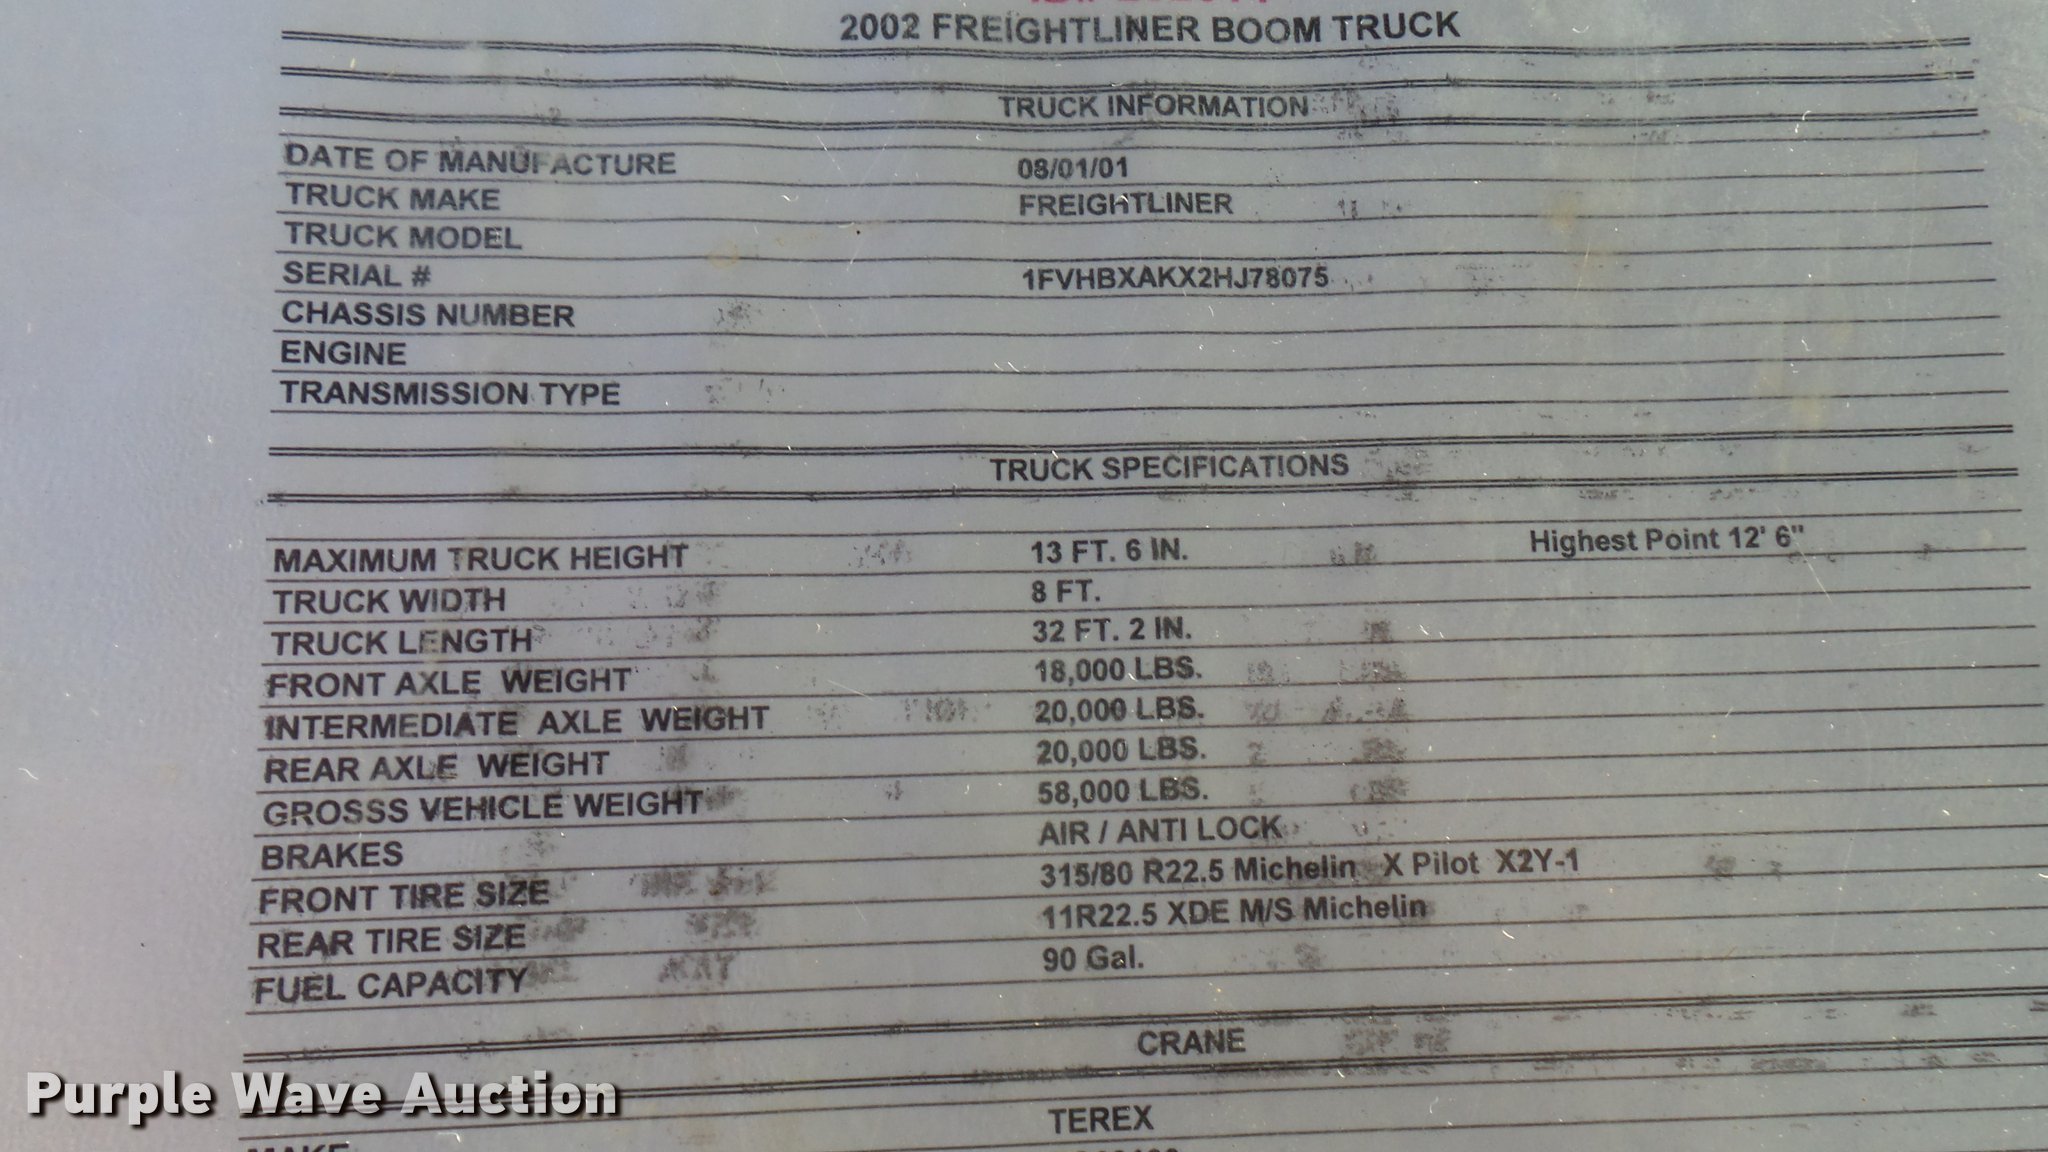 2002 FREIGHTLINER BOOM TRUCK
TRUCK INFORMATION
DATE OF MANUFACTURE 08/01/01
TRUCK MAKE FREIGHTLINER
TRUCK MODEL
SERIAL # 1FVHBXAKX2HJ78075
CHASSIS NUMBER
ENGINE
TRANSMISSION TYPE
TRUCK SPECIFICATIONS
MAXIMUM TRUCK HEIGHT 13 FT. 6 IN. Highest Point 12' 6"
TRUCK WIDTH 8 FT.
TRUCK LENGTH 32 FT. 2 IN.
FRONT AXLE WEIGHT 18,000 LBS.
INTERMEDIATE AXLE WEIGHT 20,000 LBS.
REAR AXLE WEIGHT 20,000 LBS.
GROSSS VEHICLE WEIGHT 58,000 LBS.
BRAKES AIR / ANTI LOCK
FRONT TIRE SIZE 315/80 R22.5 Michelin X Pilot X2Y-1
REAR TIRE SIZE 11R22.5 XDE M/S Michelin
FUEL CAPACITY 90 Gal.
CRANE
MAKE TEREX
Purple Wave Auction